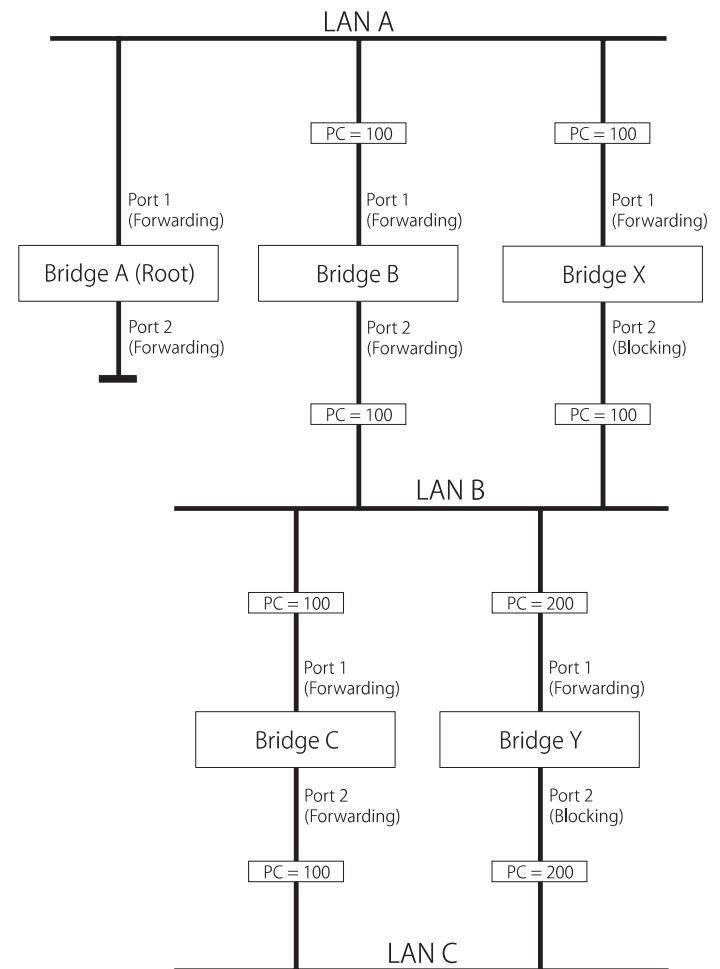 LAN A
PC = 100
PC = 100
Port 1
(Forwarding)
Port 1
(Forwarding)
Port 1
(Forwarding)
Bridge A (Root)
Bridge B
Bridge X
Port 2
(Forwarding)
Port 2
(Forwarding)
Port 2
(Blocking)
PC = 100
PC = 100
LAN B
PC = 100
PC = 200
Port 1
(Forwarding)
Port 1
(Forwarding)
Bridge C
Bridge Y
Port 2
(Forwarding)
Port 2
(Blocking)
PC = 100
PC = 200
LAN C